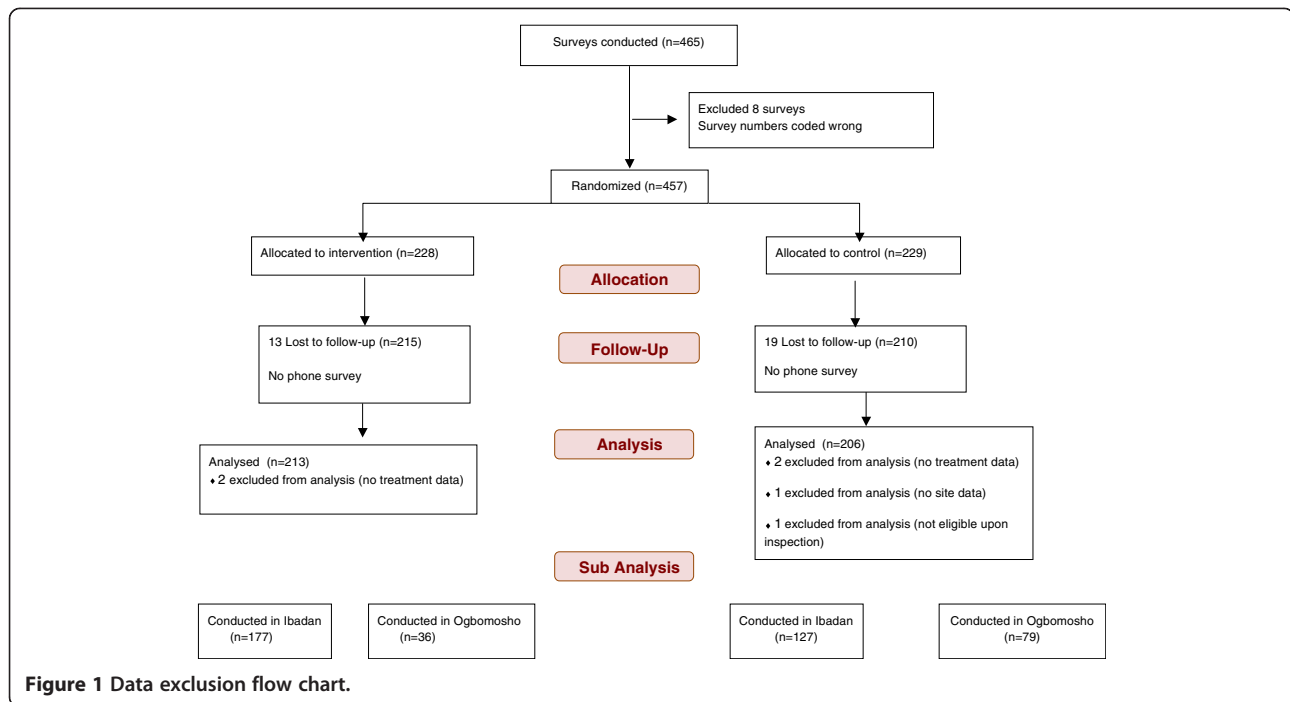 Surveys conducted (n=465)
Excluded 8 surveys
Survey numbers coded wrong
Randomized (n=457)
Allocated to intervention (n=228)
Allocated to control (n=229)
Allocation
13 Lost to follow-up (n=215)
No phone survey
Follow-Up
19 Lost to follow-up (n=210)
No phone survey
Analysis
Analysed (n=213)
♦ 2 excluded from analysis (no treatment data)
Analysed (n=206)
♦ 2 excluded from analysis (no treatment data)
♦ 1 excluded from analysis (no site data)
♦ 1 excluded from analysis (not eligible upon
inspection)
Sub Analysis
Conducted in Ibadan
(n=177)
Conducted in Ogbomosho
(n=36)
Conducted in Ibadan
(n=127)
Conducted in Ogbomosho
(n=79)
Figure 1 Data exclusion flow chart.